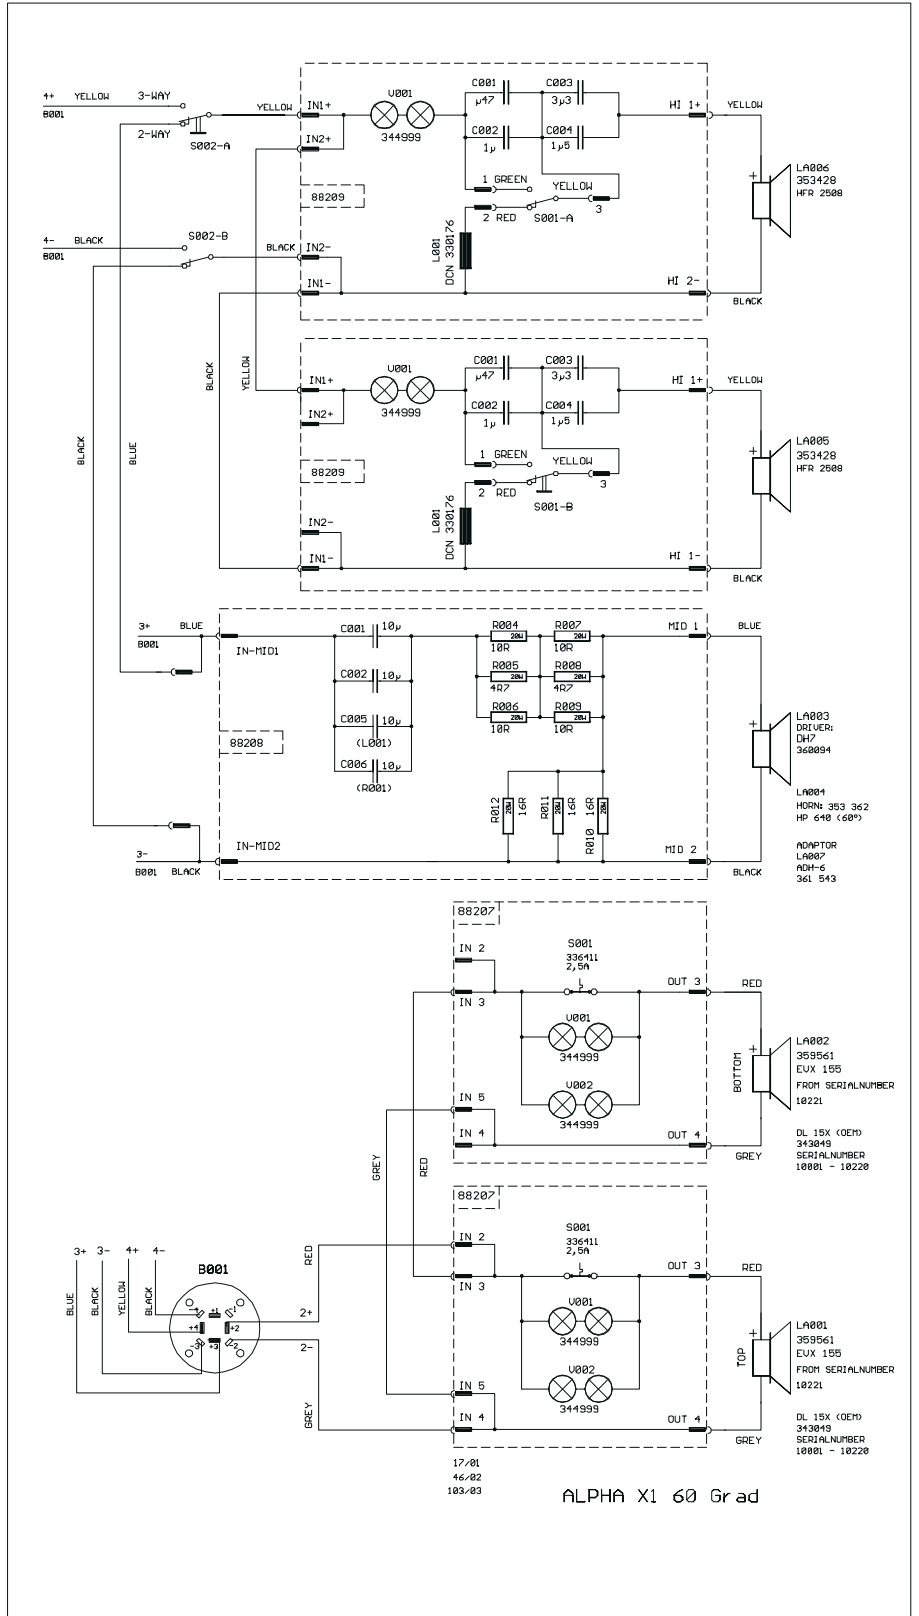 4+ YELLOW 3-WAY
B001
2-WAY
S002-A
YELLOW
IN1+
IN2+
V001
344999
C001
µ47
C003
3µ3
C002
1µ
C004
1µ5
HI 1+
YELLOW
1 GREEN
YELLOW
2 RED
S001-A
3
88209
L001
DCN 330176
LA006
353428
HFR 2508
4- BLACK
B001
S002-B
BLACK
IN2-
IN1-
HI 2-
BLACK
BLACK
YELLOW
BLACK
BLUE
IN1+
IN2+
V001
344999
C001
µ47
C003
3µ3
C002
1µ
C004
1µ5
HI 1+
YELLOW
1 GREEN
YELLOW
2 RED
S001-B
3
88209
L001
DCN 330176
LA005
353428
HFR 2508
IN2-
IN1-
HI 1-
BLACK
3+ BLUE
B001
IN-MID1
C001 10µ
C002 10µ
C005 10µ
(L001)
C006 10µ
(R001)
R004
20W
10R
R007
20W
10R
R005
20W
4R7
R008
20W
4R7
R006
20W
10R
R009
20W
10R
MID 1
BLUE
88208
R012
20W
16R
R011
20W
16R
R010
20W
16R
LA003
DRIVER:
DH7
360094
LA004
HORN: 353 362
HP 640 (60°)
ADAPTOR
LA007
ADH-6
361 543
3-
B001
BLACK
IN-MID2
MID 2
BLACK
88207
IN 2
IN 3
S001
336411
2,5A
OUT 3
RED
V001
344999
V002
344999
IN 5
IN 4
OUT 4
GREY
BOTTOM
LA002
359561
EVX 155
FROM SERIALNUMBER
10221
DL 15X (OEM)
343049
SERIALNUMBER
10001 - 10220
GREY
RED
88207
IN 2
IN 3
S001
336411
2,5A
OUT 3
RED
V001
344999
V002
344999
IN 5
IN 4
OUT 4
GREY
TOP
LA001
359561
EVX 155
FROM SERIALNUMBER
10221
DL 15X (OEM)
343049
SERIALNUMBER
10001 - 10220
3+ 3- 4+ 4-
BLUE
BLACK
YELLOW
BLACK
B001
-4 +1 -1
+4 +2
-3 +3 -2
2+
2-
RED
GREY
17/01
46/02
103/03
ALPHA X1 60 Grad